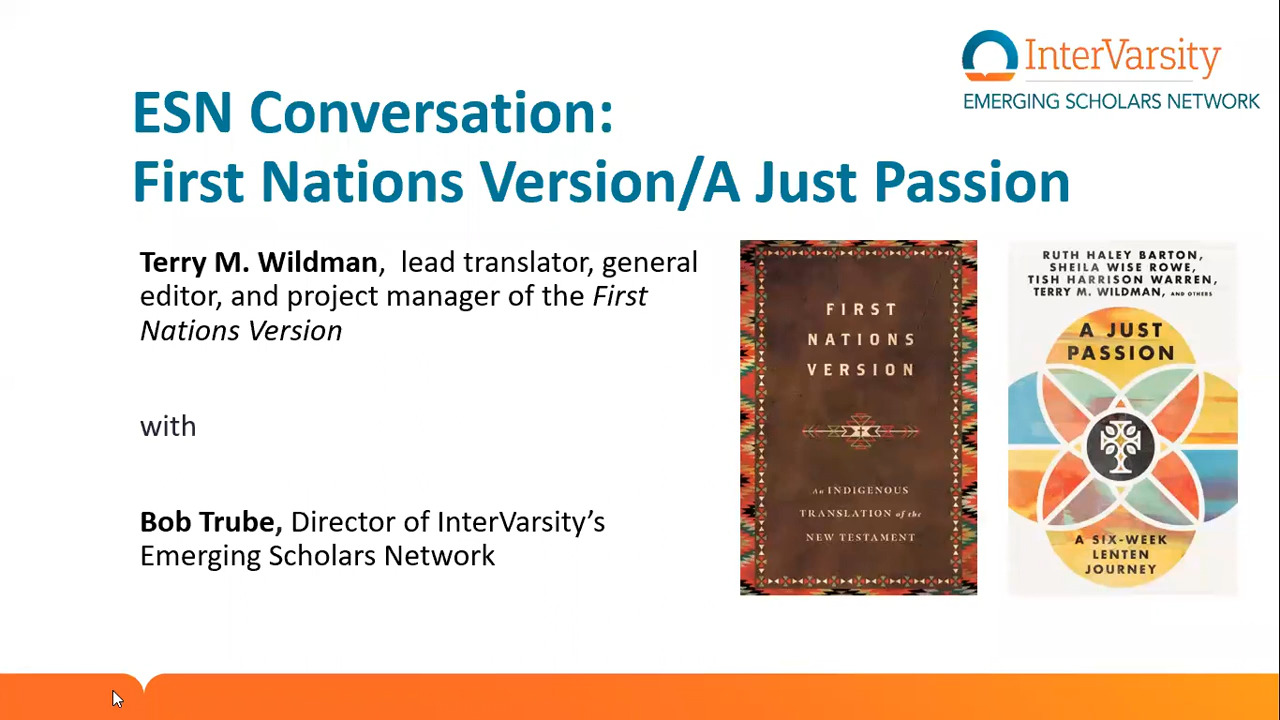 InterVarsity
EMERGING SCHOLARS NETWORK
ESN Conversation:
First Nations Version/A Just Passion
Terry M. Wildman, lead translator, general
editor, and project manager of the First
Nations Version
with
Bob Trube, Director of InterVarsity's
Emerging Scholars Network
FIRST
NATIONS
VERSION
An INDIGENOUS
TRANSLATION of the
NEW TESTAMENT
RUTH HALEY BARTON,
SHEILA WISE ROWE,
TISH HARRISON WARREN,
TERRY M. WILDMAN, AND OTHERS
A JUST
PASSION
A SIX-WEEK
LENTEN
JOURNEY